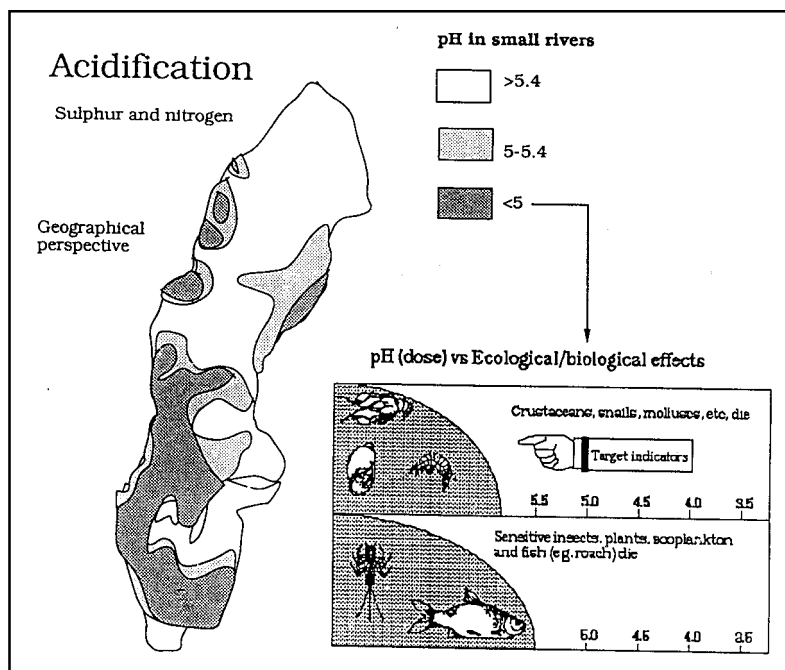 Acidification
Sulphur and nitrogen
Geographical
perspective
pH in small rivers
>5.4
5-5.4
<5
pH (dose) vs Ecological/biological effects
Crustaceans, snails, molluscs, etc, die
Target indicators
5.5 5.0 4.5 4.0 3.5
Sensitive insects, plants, zooplankton
and fish (e.g. roach) die
5.0 4.5 4.0 3.5